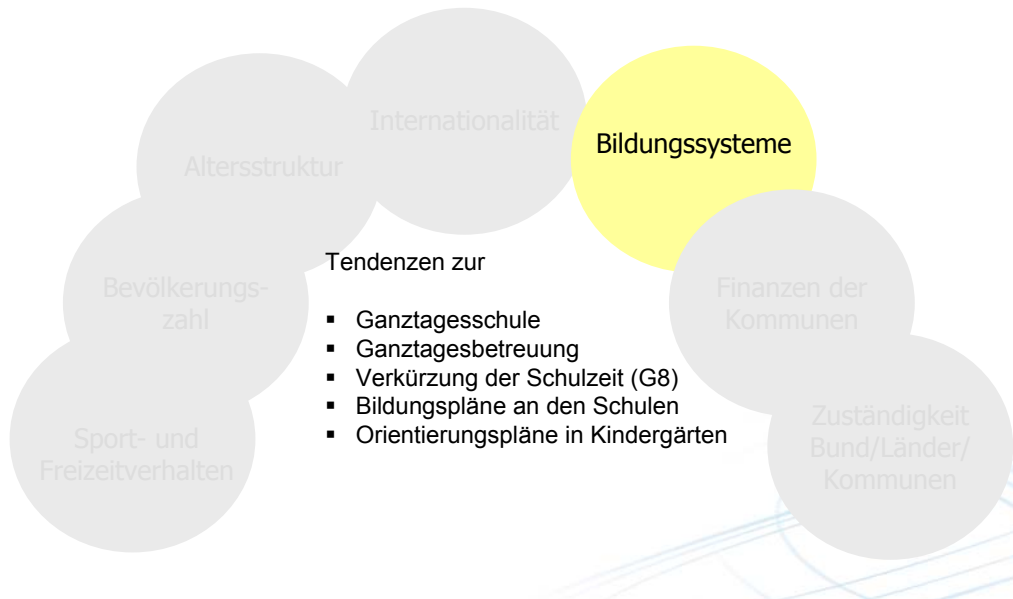 Internationalität
Bildungssysteme
Altersstruktur
Bevölkerungs-
zahl
Sport- und
Freizeitverhalten
Tendenzen zur
▪ Ganztagesschule
▪ Ganztagesbetreuung
▪ Verkürzung der Schulzeit (G8)
▪ Bildungspläne an den Schulen
▪ Orientierungspläne in Kindergärten
Finanzen der
Kommunen
Zuständigkeit
Bund/Länder/
Kommunen